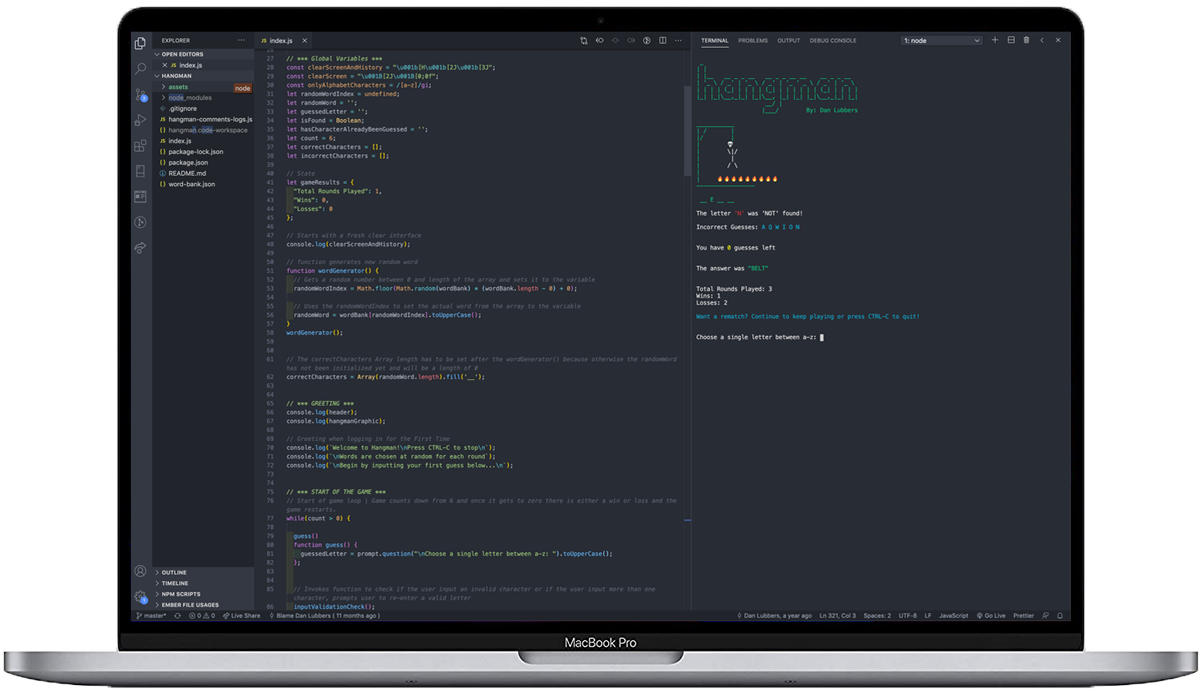 EXPLORER
OPEN EDITORS
JS index.js
HANGMAN
assets
node
node_modules
.gitignore
JS hangman-comments-logs.js
{} hangman.code-workspace
JS index.js
{} package-lock.json
{} package.json
README.md
{} word-bank.json
OUTLINE
TIMELINE
NPM SCRIPTS
EMBER FILE USAGES
JS index.js
26
27 // *** Global Variables ***
28 const clearScreenAndHistory = "\u001b[H\u001b[2J\u001b[3J";
29 const clearScreen = "\u001B[2J\u001B[0;0f";
30 const onlyAlphabetCharacters = /[a-z]/gi;
31 let randomWordIndex = undefined;
32 let randomWord = '';
33 let guessedLetter = '';
34 let isFound = Boolean;
35 let hasCharacterAlreadyBeenGuessed = '';
36 let count = 6;
37 let correctCharacters = [];
38 let incorrectCharacters = [];
39
40 // State
41 let gameResults = {
42 "Total Rounds Played": 1,
43 "Wins": 0,
44 "Losses": 0
45 };
46
47 // Starts with a fresh clear interface
48 console.log(clearScreenAndHistory);
49
50 // function generates new random word
51 function wordGenerator() {
52 // Gets a random number between 0 and length of the array and sets it to the variable
53 randomWordIndex = Math.floor(Math.random(wordBank) * (wordBank.length - 0) + 0);
54
55 // Uses the randomWordIndex to set the actual word from the array to the variable
56 randomWord = wordBank[randomWordIndex].toUpperCase();
57 }
58 wordGenerator();
59
60
61 // The correctCharacters Array length has to be set after the wordGenerator() because otherwise the randomWord
has not been initialized yet and will be a length of 0
62 correctCharacters = Array(randomWord.length).fill('__');
63
64
65 // *** GREETING ***
66 console.log(header);
67 console.log(hangmanGraphic);
68
69 // Greeting when logging in for the First Time
70 console.log(`Welcome to Hangman!\nPress CTRL-C to stop\n`);
71 console.log(`\nWords are chosen at random for each round`);
72 console.log(`\nBegin by inputting your first guess below...\n`);
73
74
75 // *** START OF THE GAME ***
76 // Start of game loop | Game counts down from 6 and once it gets to zero there is either a win or loss and the
game restarts.
77 while(count > 0) {
78
79 guess()
80 function guess() {
81 guessedLetter = prompt.question("\nChoose a single letter between a-z: ").toUpperCase();
82 };
83
84
85 // Invokes function to check if the user input an invalid character or if the user input more than one
character, prompts user to re-enter a valid letter
86 inputValidationCheck();
TERMINAL PROBLEMS OUTPUT DEBUG CONSOLE
1: node
hangman
By: Dan Lubbers
__ E __ __
The letter 'N' was 'NOT' found!
Incorrect Guesses: A Q W I O N
You have 0 guesses left
The answer was "BELT"
Total Rounds Played: 3
Wins: 1
Losses: 2
Want a rematch? Continue to keep playing or press CTRL-C to quit!
Choose a single letter between a-z:
master* 0 0 Live Share Blame Dan Lubbers ( 11 months ago )
Dan Lubbers, a year ago Ln 321, Col 3 Spaces: 2 UTF-8 LF JavaScript Go Live Prettier
MacBook Pro